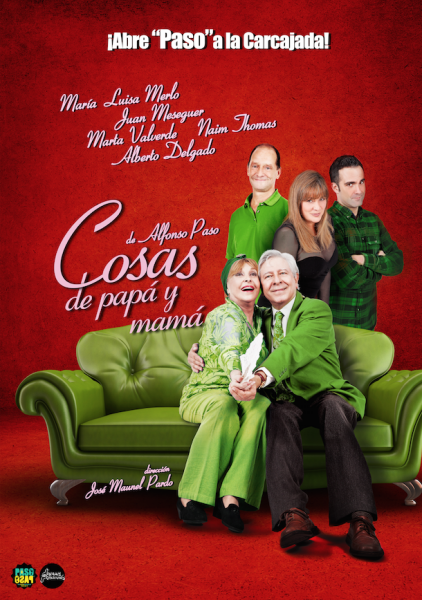 ¡Abre "Paso" a la Carcajada!
María Luisa Merlo
Juan Meseguer
Marta Valverde Naim Thomas
Alberto Delgado
de Alfonso Paso
Cosas
de papá y
mamá
dirección
José Maunel Pardo